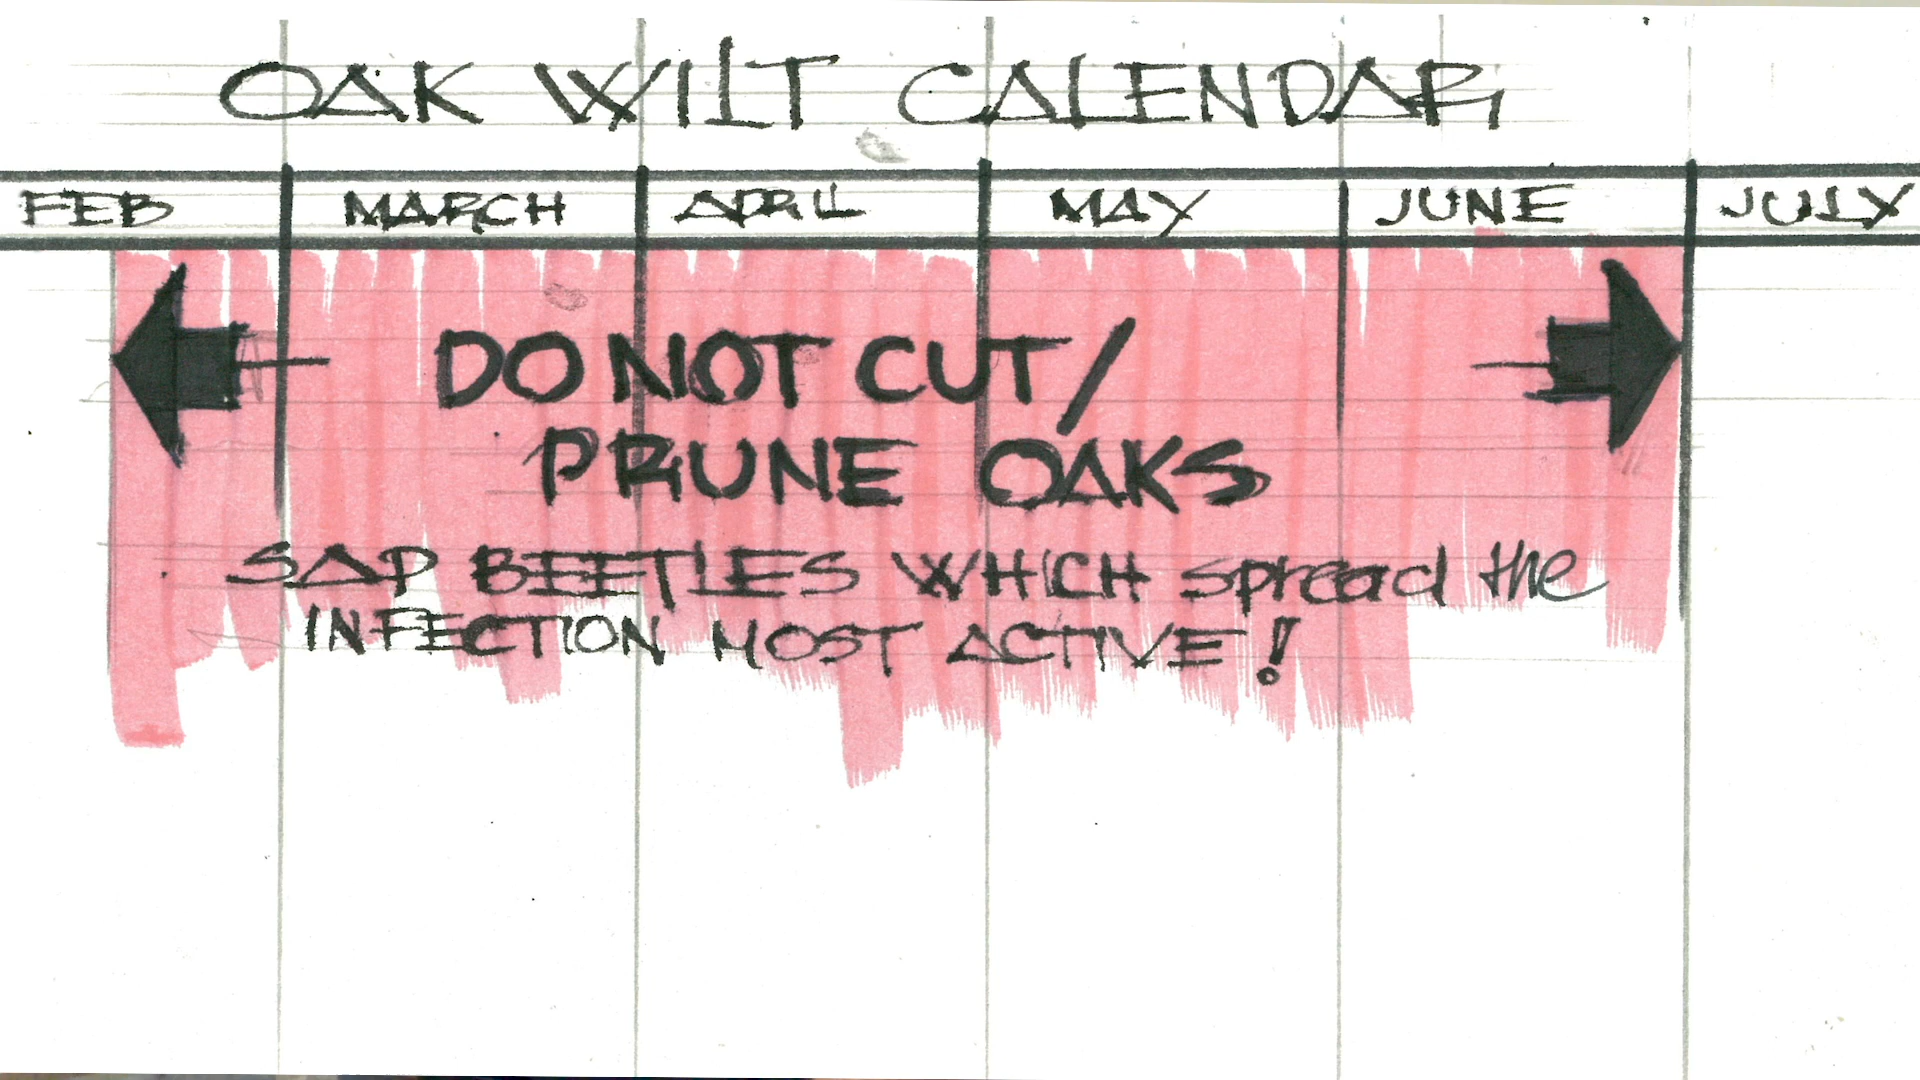 OAK WILT CALENDAR
FEB MARCH APRIL MAY JUNE JULY
DO NOT CUT/
PRUNE OAKS
SAP BEETLES WHICH spread the
INFECTION MOST ACTIVE!